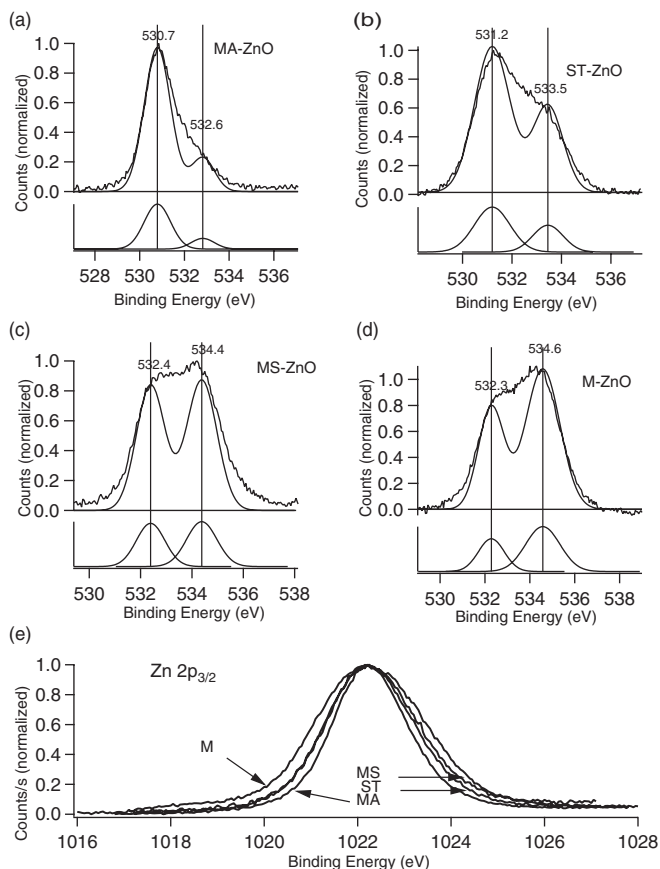 (a)
530.7
MA-ZnO
532.6
Counts (normalized)
1.0
0.8
0.6
0.4
0.2
0.0
528 530 532 534 536
Binding Energy (eV)
(b)
531.2
ST-ZnO
533.5
Counts (normalized)
1.0
0.8
0.6
0.4
0.2
0.0
530 532 534 536
Binding Energy (eV)
(c)
532.4
534.4
MS-ZnO
Counts (normalized)
1.0
0.8
0.6
0.4
0.2
0.0
530 532 534 536 538
Binding Energy (eV)
(d)
534.6
532.3
M-ZnO
Counts (normalized)
1.0
0.8
0.6
0.4
0.2
0.0
530 532 534 536 538
Binding Energy (eV)
(e)
Zn 2p3/2
Counts/s (normalized)
1.0
0.8
0.6
0.4
0.2
0.0
M
MS
ST
MA
1016 1018 1020 1022 1024 1026 1028
Binding Energy (eV)